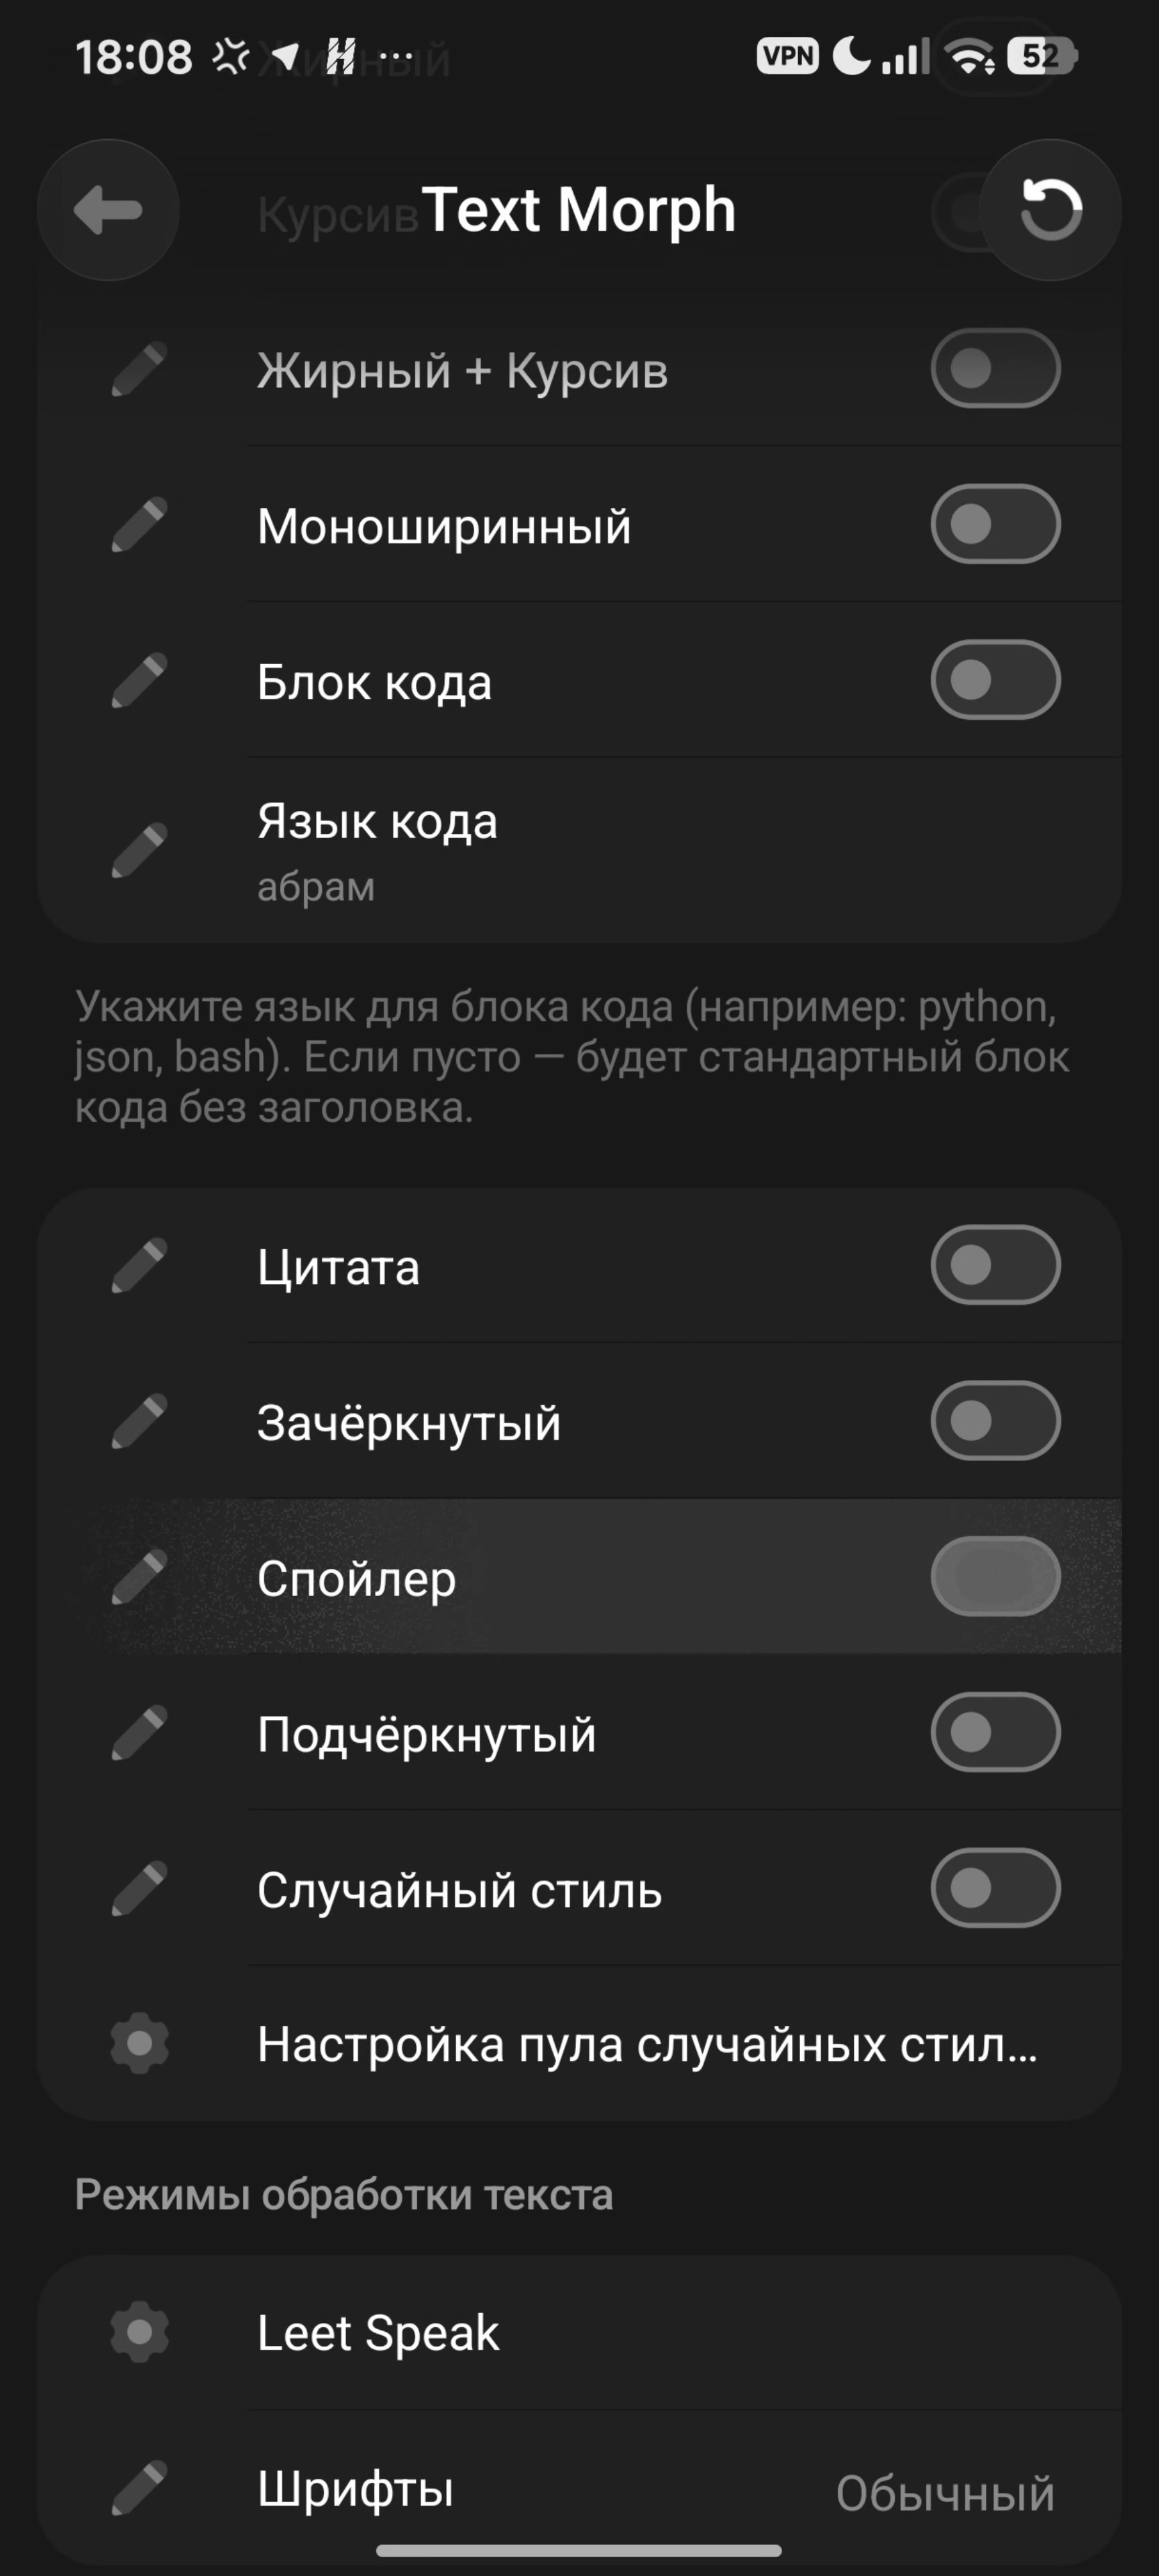 18:08
VPN
52
Жирный
Курсив
Text Morph
Жирный + Курсив
Моноширинный
Блок кода
Язык кода
абрам
Укажите язык для блока кода (например: python,
json, bash). Если пусто — будет стандартный блок
кода без заголовка.
Цитата
Зачёркнутый
Спойлер
Подчёркнутый
Случайный стиль
Настройка пула случайных стил...
Режимы обработки текста
Leet Speak
Шрифты
Обычный